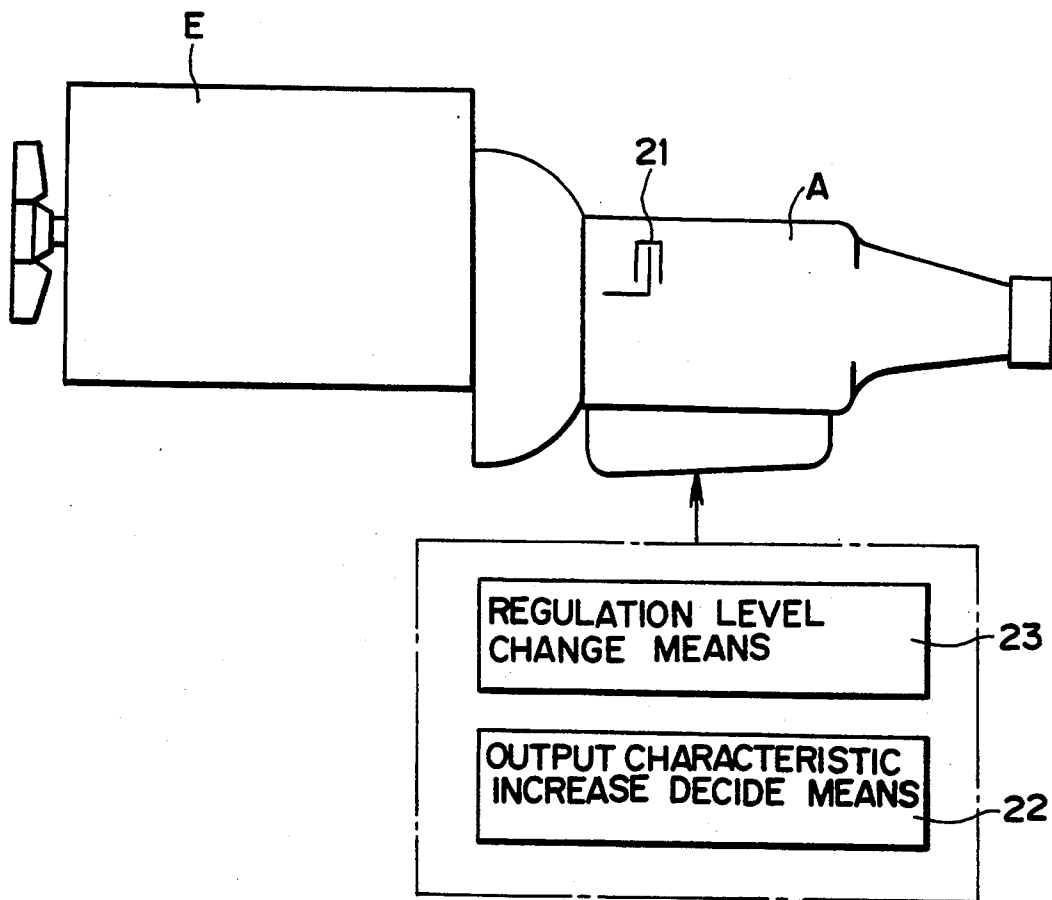 E
21
A
REGULATION LEVEL
CHANGE MEANS
23
OUTPUT CHARACTERISTIC
INCREASE DECIDE MEANS
22